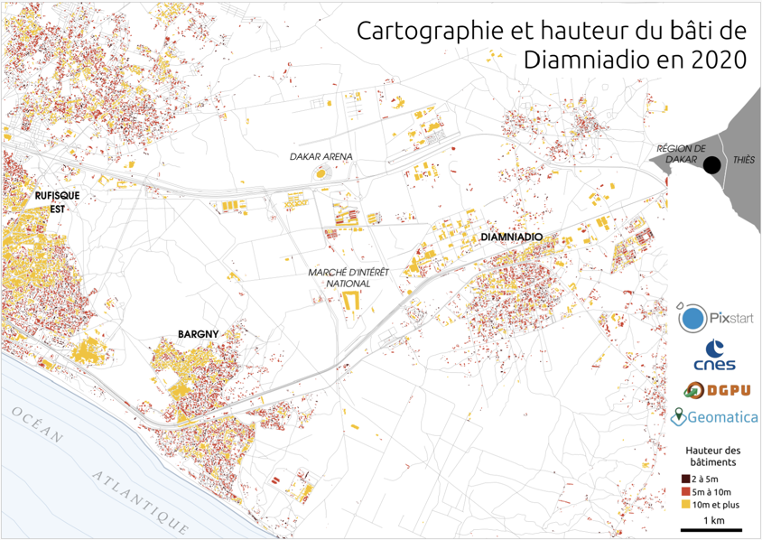 Cartographie et hauteur du bâti de
Diamniadio en 2020
DAKAR ARENA
RÉGION DE
DAKAR
THIÈS
RUFISQUE
EST
DIAMNIADIO
MARCHÉ D'INTÉRÊT
NATIONAL
BARGNY
Pixstart
cnes
DGPU
Geomatica
OCÉAN
ATLANTIQUE
Hauteur des
bâtiments
2 à 5m
5m à 10m
10m et plus
1 km